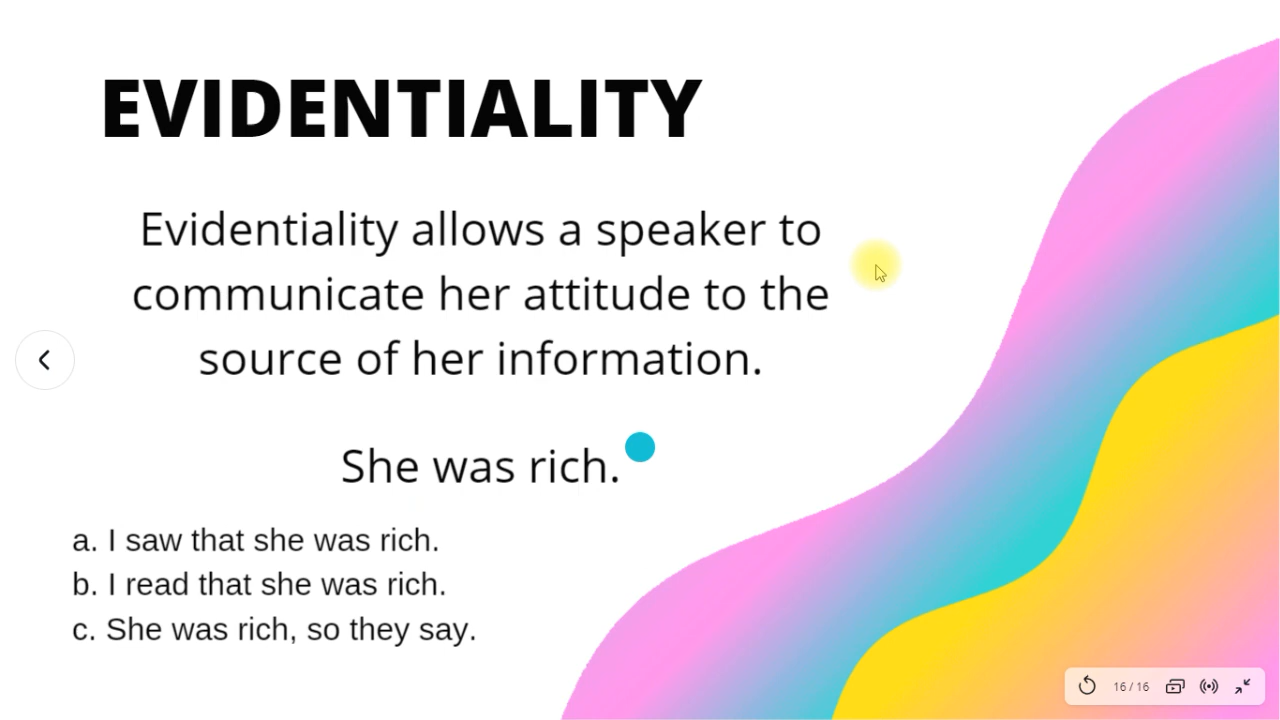 EVIDENTIALITY
Evidentiality allows a speaker to
communicate her attitude to the
source of her information.
She was rich.
a. I saw that she was rich.
b. I read that she was rich.
c. She was rich, so they say.
16 / 16